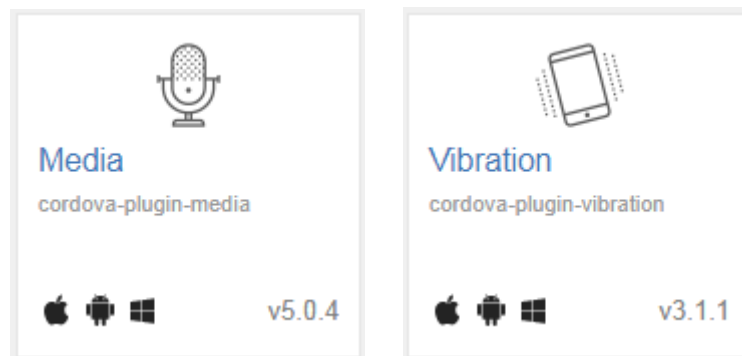 Media
cordova-plugin-media
v5.0.4
Vibration
cordova-plugin-vibration
v3.1.1